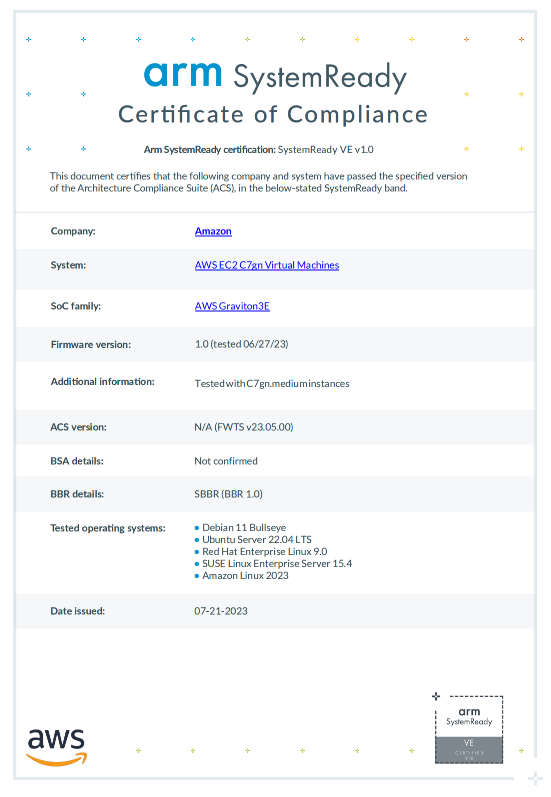 arm SystemReady
Certificate of Compliance
Arm SystemReady certification: SystemReady VE v1.0
This document certifies that the following company and system have passed the specified version
of the Architecture Compliance Suite (ACS), in the below-stated SystemReady band.
Company: Amazon
System: AWS EC2 C7gn Virtual Machines
SoC family: AWS Graviton3E
Firmware version: 1.0 (tested 06/27/23)
Additional information: Tested with C7gn.medium instances
ACS version: N/A (FWTS v23.05.00)
BSA details: Not confirmed
BBR details: SBBR (BBR 1.0)
Tested operating systems: • Debian 11 Bullseye
• Ubuntu Server 22.04 LTS
• Red Hat Enterprise Linux 9.0
• SUSE Linux Enterprise Server 15.4
• Amazon Linux 2023
Date issued: 07-21-2023
aws
arm
SystemReady
VE
CERTIFIED